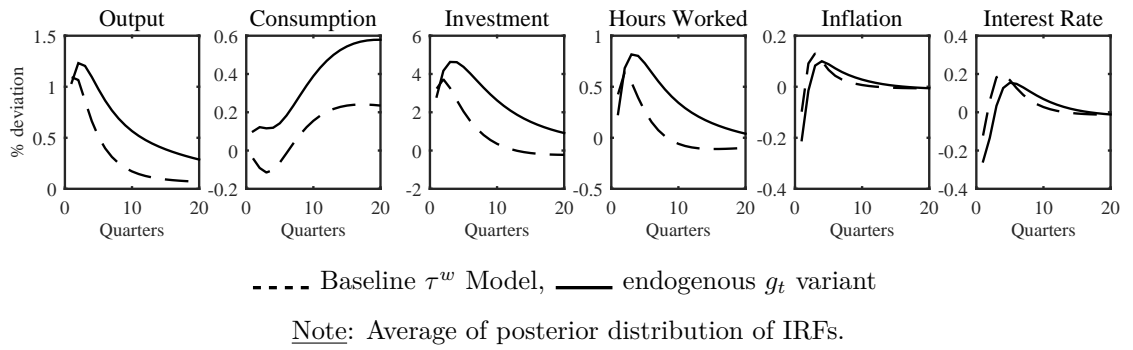 Output Consumption Investment Hours Worked Inflation Interest Rate
% deviation
1.5 0.6 6 1 0.2 0.4
1 0.4 4 0.5 0 0.2
0.5 0.2 2 0 -0.2 0
0 0 -0.2
0 -0.2 -2 -0.5 -0.4 -0.4
0 10 20 0 10 20 0 10 20 0 10 20 0 10 20 0 10 20
Quarters Quarters Quarters Quarters Quarters Quarters
Baseline τ^w Model, endogenous g_t variant
Note: Average of posterior distribution of IRFs.